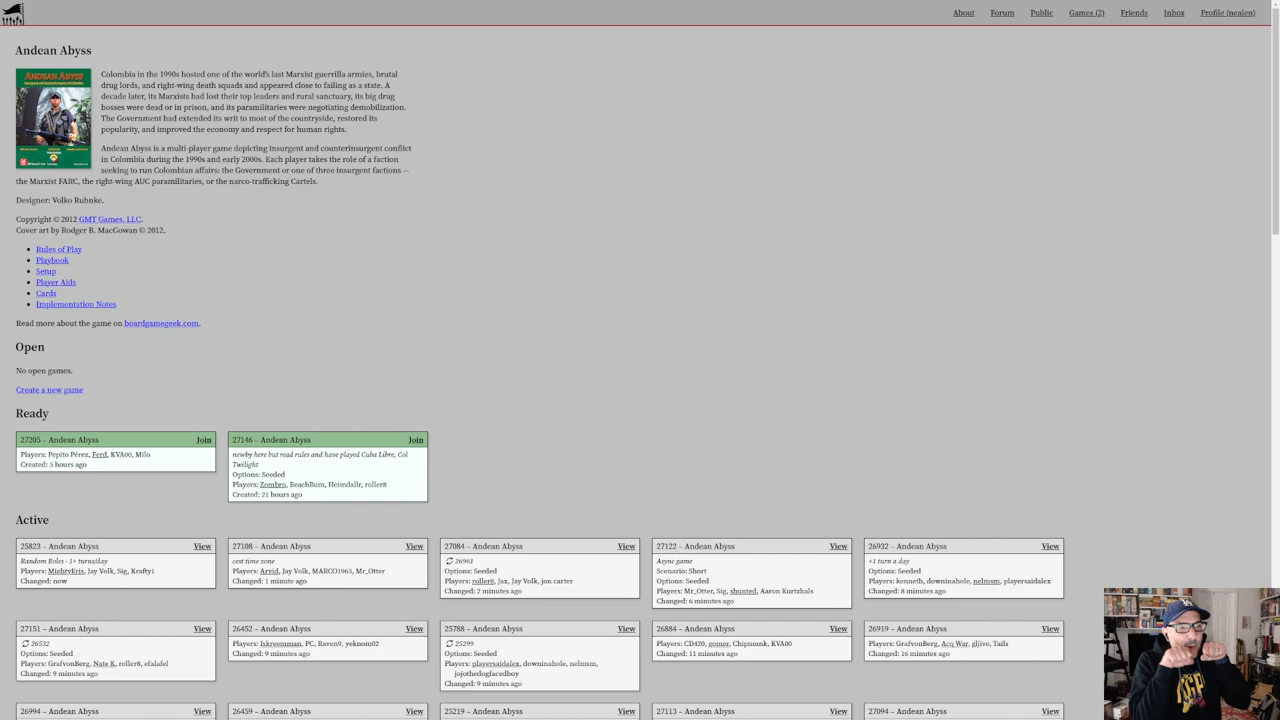 About Forum Public Games (2) Friends Inbox Profile (nealen)
Andean Abyss
ANDEAN ABYSS
Colombia in the 1990s hosted one of the world's last Marxist guerrilla armies, brutal
drug lords, and right-wing death squads and appeared close to failing as a state. A
decade later, its Marxists had lost their top leaders and rural sanctuary, its big drug
bosses were dead or in prison, and its paramilitaries were negotiating demobilization.
The Government had extended its writ to most of the countryside, restored its
popularity, and improved the economy and respect for human rights.
Andean Abyss is a multi-player game depicting insurgent and counterinsurgent conflict
in Colombia during the 1990s and early 2000s. Each player takes the role of a faction
seeking to run Colombian affairs: the Government or one of three insurgent factions —
the Marxist FARC, the right-wing AUC paramilitaries, or the narco-trafficking Cartels.
Designer: Volko Ruhnke.
Copyright © 2012 GMT Games, LLC.
Cover art by Rodger B. MacGowan © 2012.
• Rules of Play
• Playbook
• Setup
• Player Aids
• Cards
• Implementation Notes
Read more about the game on boardgamegeek.com.
Open
No open games.
Create a new game
Ready
27205 – Andean Abyss Join
Players: Pepito Pérez, Ferd, KVA00, Milo
Created: 5 hours ago
27146 – Andean Abyss Join
newby here but read rules and have played Cuba Libre, Col
Twilight
Options: Seeded
Players: Zombro, BeachBum, Heimdallr, roller8
Created: 21 hours ago
Active
25823 – Andean Abyss View
Random Roles - 1+ turns/day
Players: MightyEris, Jay Volk, Sig, Krafty1
Changed: now
27108 – Andean Abyss View
cest time zone
Players: Arvid, Jay Volk, MARCO1963, Mr_Otter
Changed: 1 minute ago
27084 – Andean Abyss View
26961
Options: Seeded
Players: roller8, Jax, Jay Volk, jon carter
Changed: 2 minutes ago
27122 – Andean Abyss View
Async game
Scenario: Short
Options: Seeded
Players: Mr_Otter, Sig, shunted, Aaron Kurtzhals
Changed: 6 minutes ago
26932 – Andean Abyss View
+1 turn a day
Options: Seeded
Players: kenneth, downinahole, nelmsm, playersaidalex
Changed: 8 minutes ago
27151 – Andean Abyss View
26532
Options: Seeded
Players: GrafvonBerg, Nate K, roller8, efalafel
Changed: 9 minutes ago
26452 – Andean Abyss View
Players: Iskreemman, PC, Raven9, yeknom02
Changed: 9 minutes ago
25788 – Andean Abyss View
25299
Options: Seeded
Players: playersaidalex, downinahole, nelmsm,
jojothedogfacedboy
Changed: 9 minutes ago
26884 – Andean Abyss View
Players: CD420, gomer, Chipmunk, KVA00
Changed: 11 minutes ago
26919 – Andean Abyss View
Players: GrafvonBerg, Acq War, gljivo, Tails
Changed: 16 minutes ago
26994 – Andean Abyss View
26459 – Andean Abyss View
25219 – Andean Abyss View
27113 – Andean Abyss View
27094 – Andean Abyss View